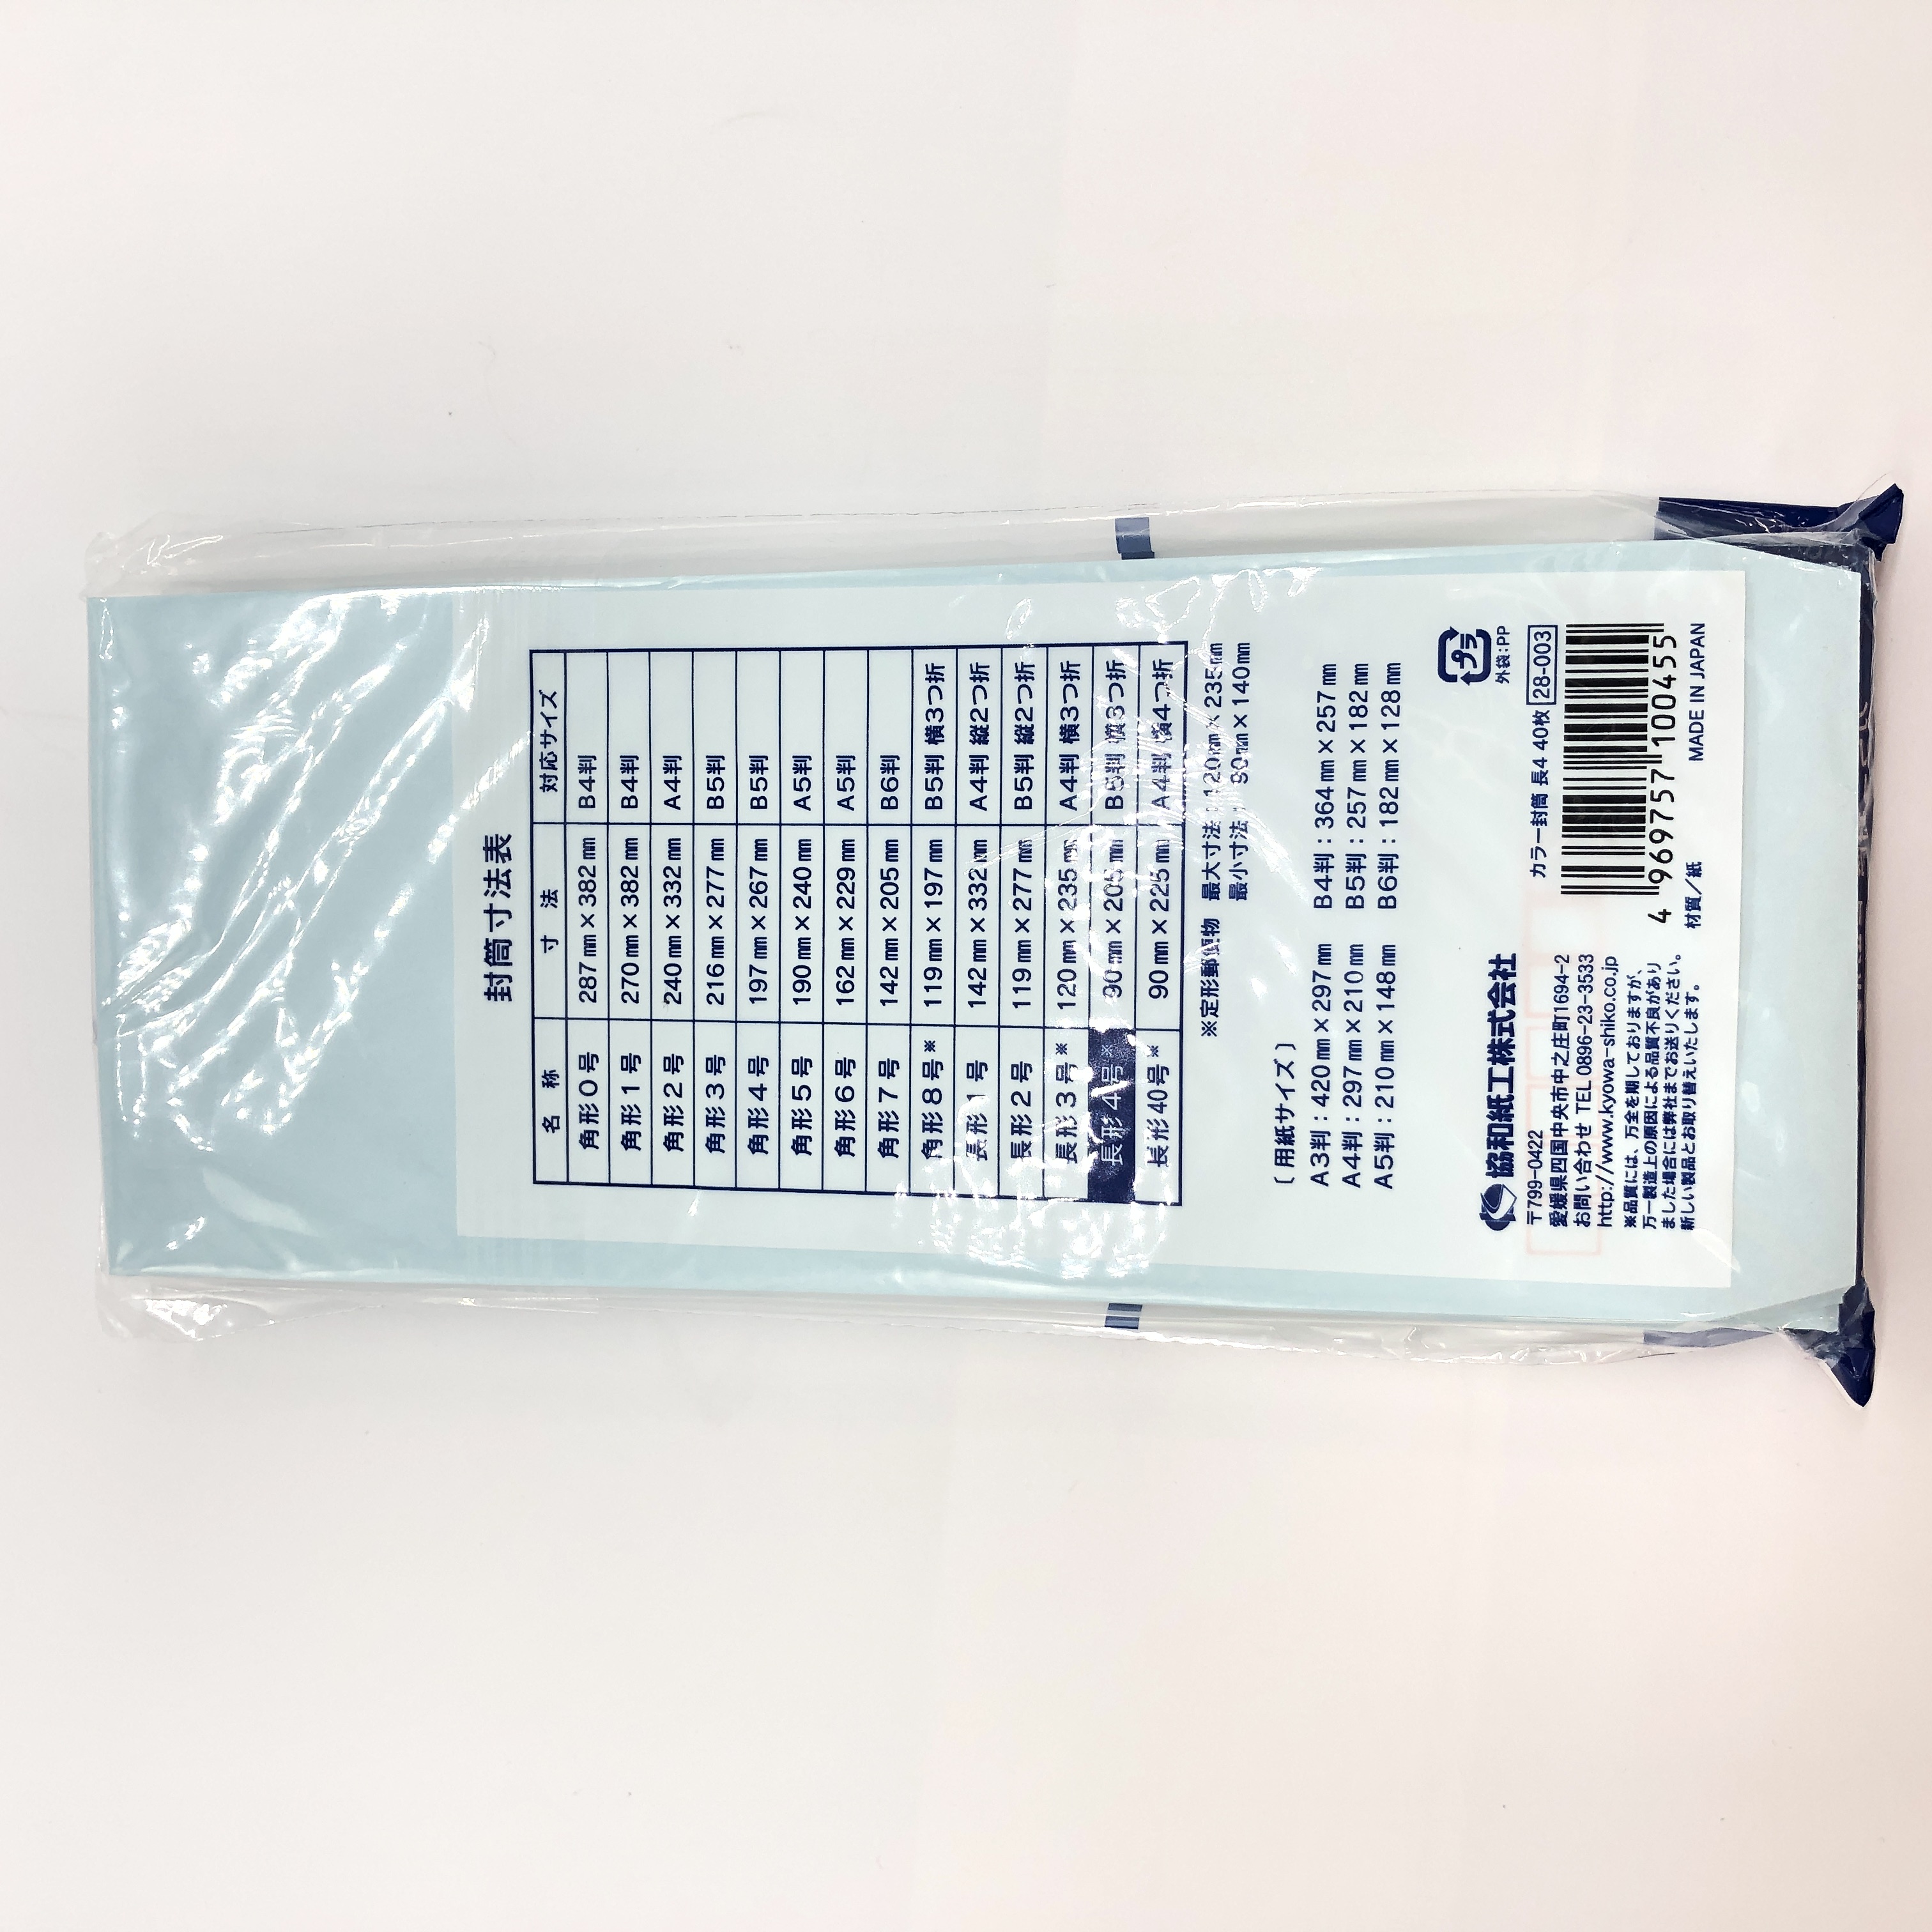 封筒寸法表
名 称 寸 法 対応サイズ
角形0号 287㎜×382㎜ B4判
角形1号 270㎜×382㎜ B4判
角形2号 240㎜×332㎜ A4判
角形3号 216㎜×277㎜ B5判
角形4号 197㎜×267㎜ B5判
角形5号 190㎜×240㎜ A5判
角形6号 162㎜×229㎜ A5判
角形7号 142㎜×205㎜ B6判
角形8号※ 119㎜×197㎜ B5判 横3つ折
長形1号 142㎜×332㎜ A4判 縦2つ折
長形2号 119㎜×277㎜ B5判 縦2つ折
長形3号※ 120㎜×235㎜ A4判 横3つ折
長形4号※ 90㎜×205㎜ B5判 横3つ折
長形40号※ 90㎜×225㎜ A4判 横4つ折
※定形郵便物 最大寸法:120㎜×235㎜
最小寸法: 90㎜×140㎜
〔用紙サイズ〕
A3判:420㎜×297㎜ B4判:364㎜×257㎜
A4判:297㎜×210㎜ B5判:257㎜×182㎜
A5判:210㎜×148㎜ B6判:182㎜×128㎜
プラ
外袋:PP
協和紙工株式会社
〒799-0422
愛媛県四国中央市中之庄町1694-2
お問い合わせ TEL 0896-23-3533
http://www.kyowa-shiko.co.jp
※品質には、万全を期しておりますが、
万一製造上の原因による品質不良があり
ました場合には弊社までお送りください。
新しい製品とお取り替えいたします。
カラー封筒 長4 40枚 28-003
4 969757 100455
材質/紙 MADE IN JAPAN